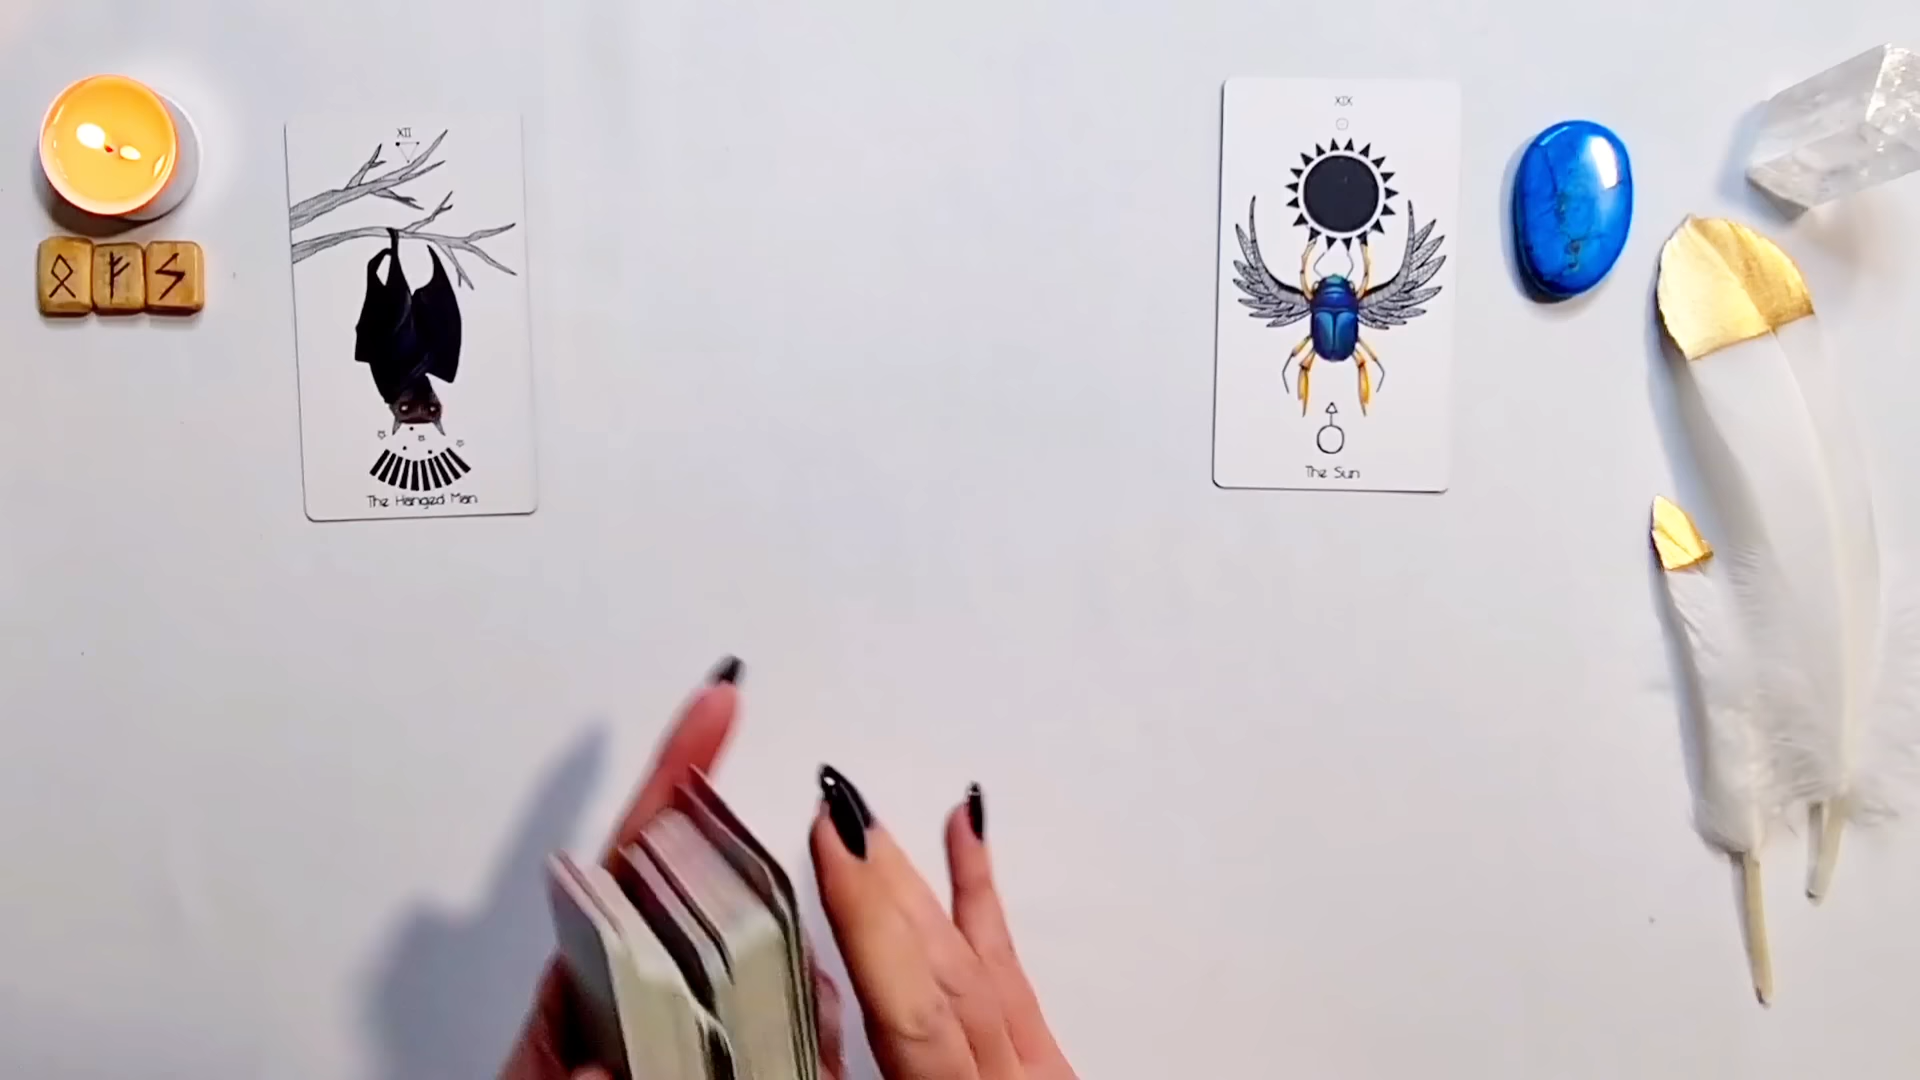 XII
The Hanged Man
XIX
The Sun
ᛟ ᚠ ᛊ